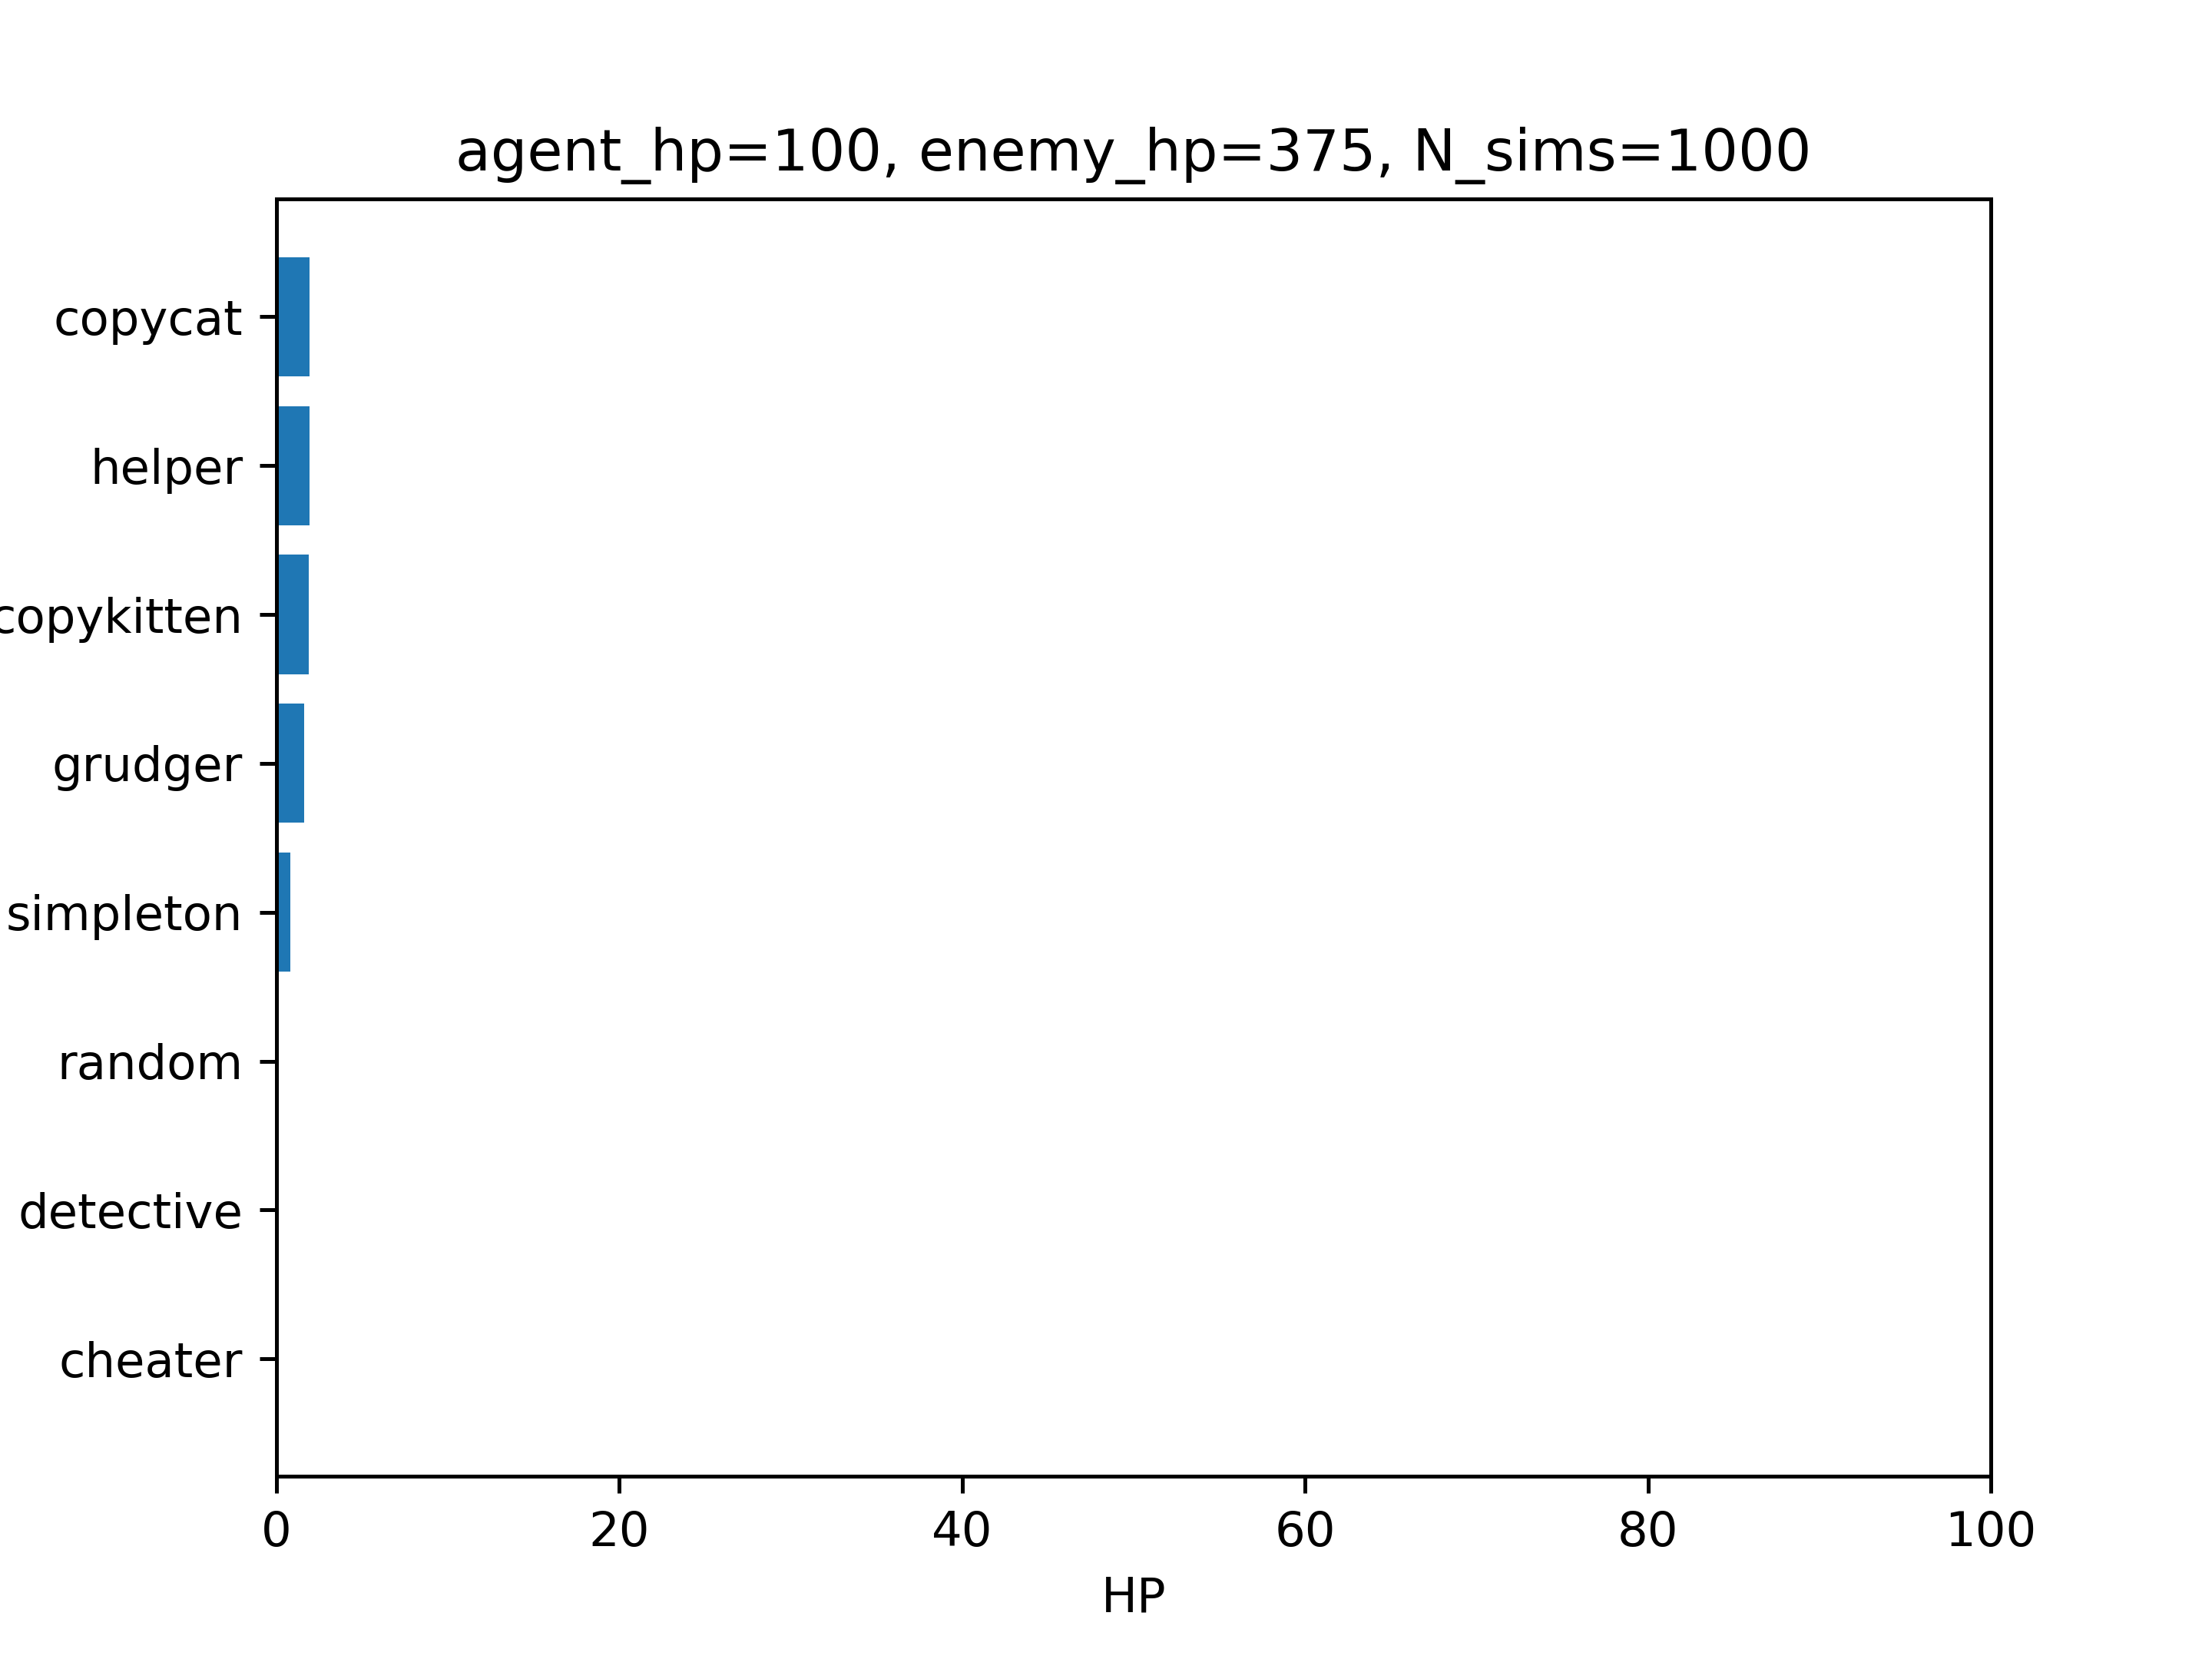 agent_hp=100, enemy_hp=375, N_sims=1000
copycat
helper
copykitten
grudger
simpleton
random
detective
cheater
0 20 40 60 80 100
HP